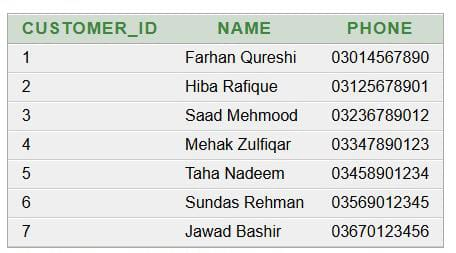 CUSTOMER_ID NAME PHONE
1 Farhan Qureshi 03014567890
2 Hiba Rafique 03125678901
3 Saad Mehmood 03236789012
4 Mehak Zulfiqar 03347890123
5 Taha Nadeem 03458901234
6 Sundas Rehman 03569012345
7 Jawad Bashir 03670123456